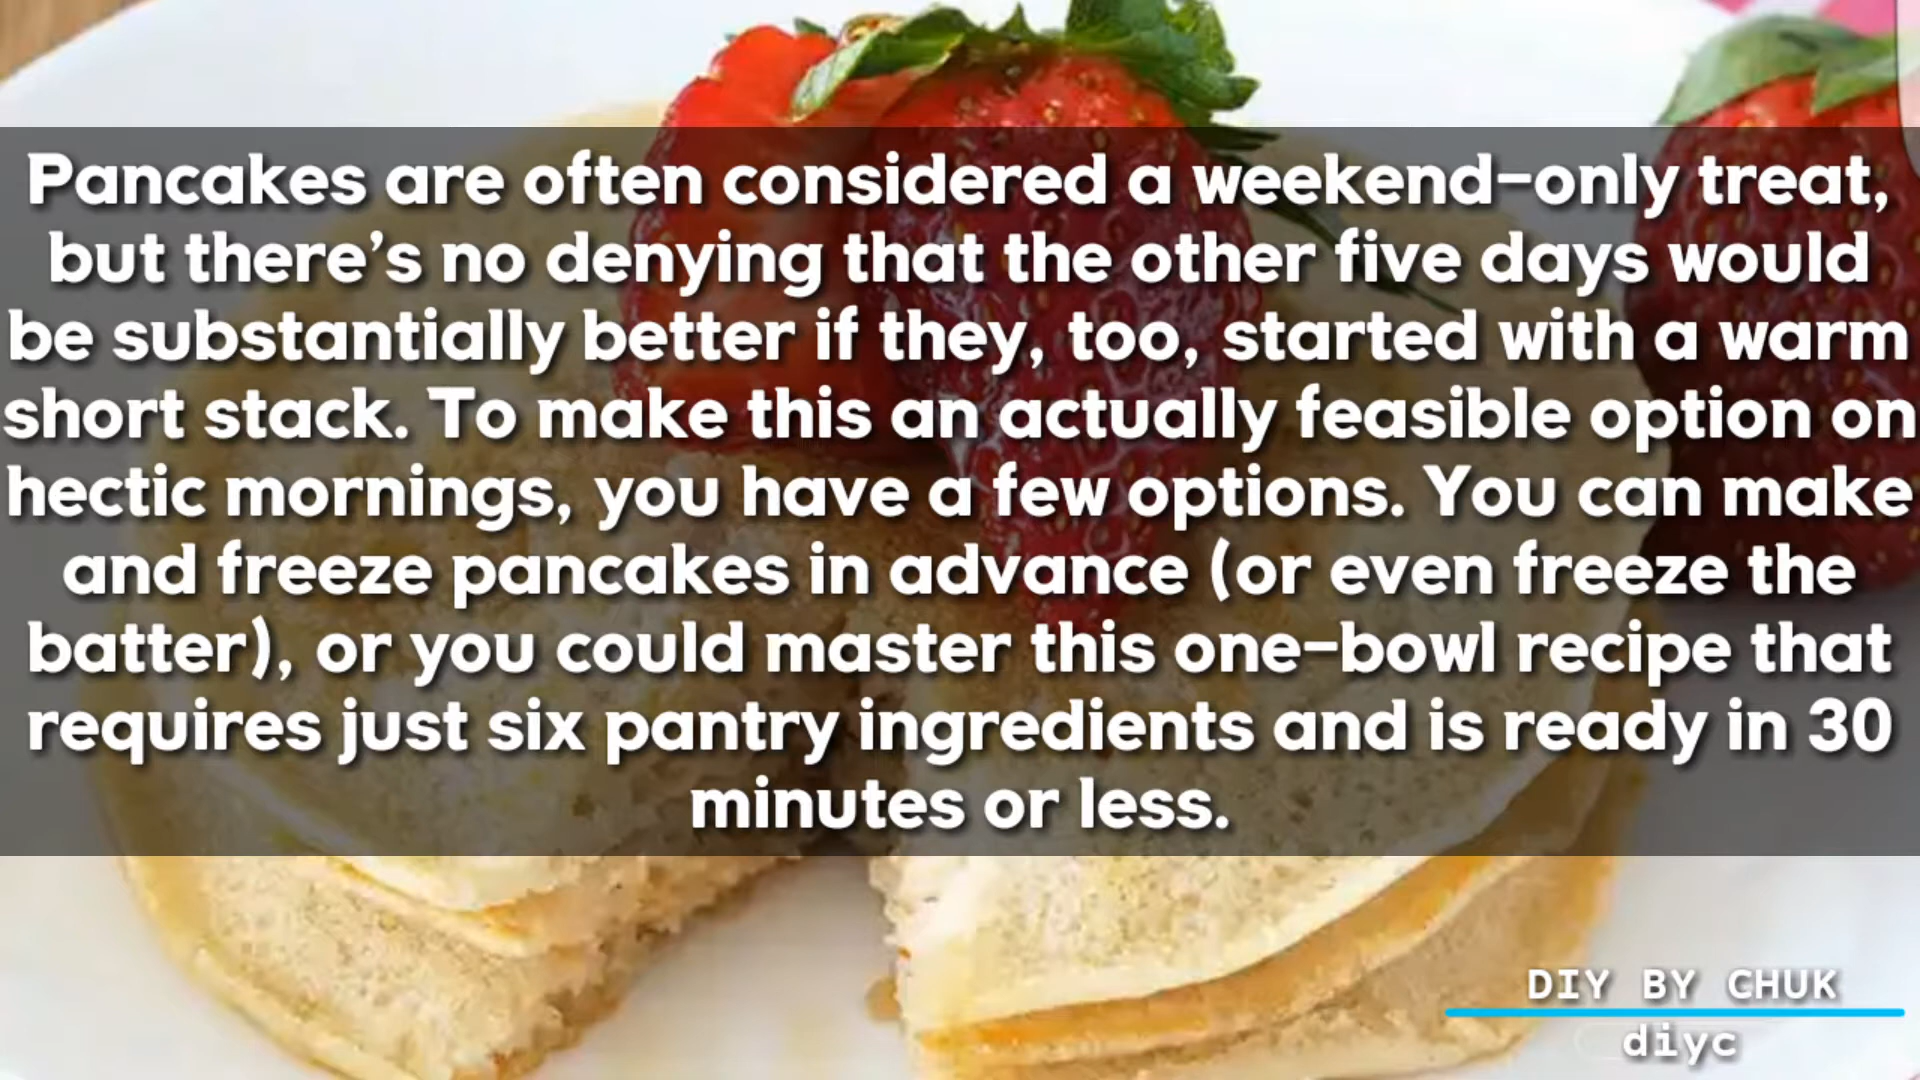 Pancakes are often considered a weekend-only treat,
but there's no denying that the other five days would
be substantially better if they, too, started with a warm
short stack. To make this an actually feasible option on
hectic mornings, you have a few options. You can make
and freeze pancakes in advance (or even freeze the
batter), or you could master this one-bowl recipe that
requires just six pantry ingredients and is ready in 30
minutes or less.
DIY BY CHUK
diyc